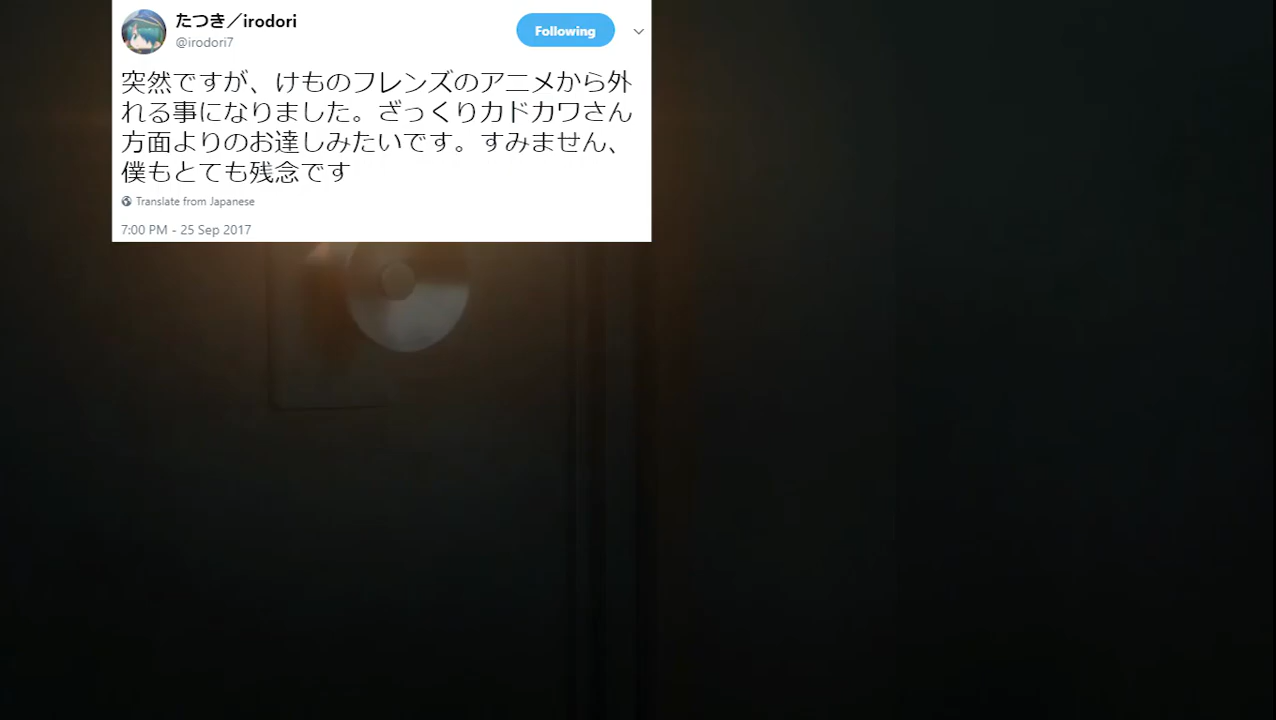 たつき／irodori
@irodori7
Following
突然ですが、けものフレンズのアニメから外
れる事になりました。ざっくりカドカワさん
方面よりのお達しみたいです。すみません、
僕もとても残念です
Translate from Japanese
7:00 PM - 25 Sep 2017